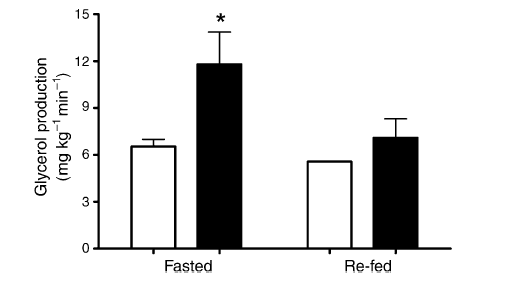 15
*
12
9
6
3
0
Glycerol production
(mg kg⁻¹ min⁻¹)
Fasted
Re-fed